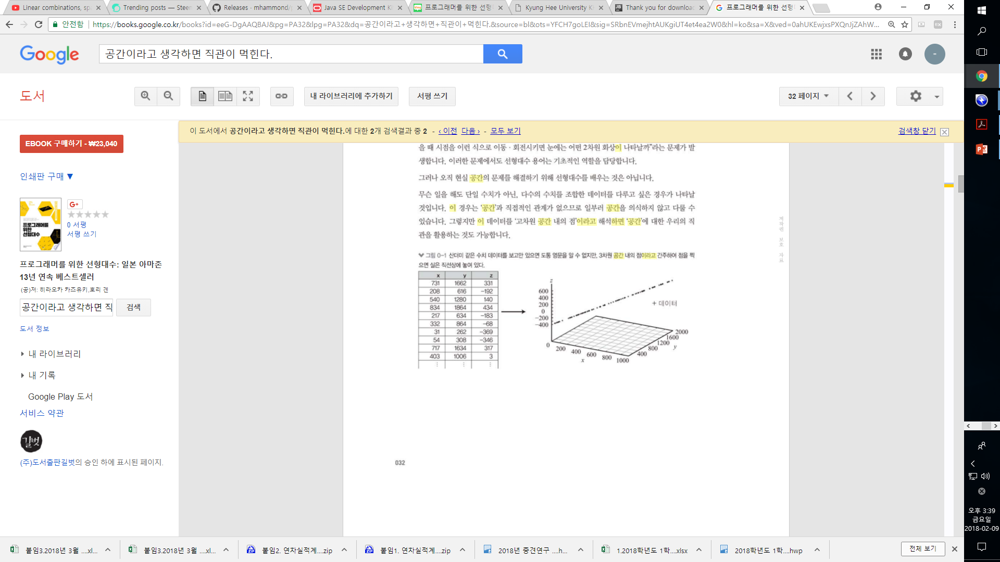 Linear combinations, sp
Trending posts — Steem
Releases · mhammond/p
Java SE Development Ki
프로그래머를 위한 선형
Kyung Hee University K
Thank you for download
프로그래머를 위한 선형
안전함
https://books.google.co.kr/books?id=eeG-DgAAQBAJ&pg=PA32&lpg=PA32&dq=공간이라고+생각하면+직관이+먹힌다.&source=bl&ots=YFCH7goLEI&sig=SRbnEVmejhtAUKgiUT4et4ea2W0&hl=ko&sa=X&ved=0ahUKEwjxsPXQnJjZAhW...
Google
공간이라고 생각하면 직관이 먹힌다.
도서
내 라이브러리에 추가하기
서평 쓰기
32 페이지
EBOOK 구매하기 - ₩23,040
인쇄판 구매 ▼
G+
0 서평
서평 쓰기
프로그래머를
위한
선형대수
프로그래머를 위한 선형대수: 일본 아마존
13년 연속 베스트셀러
(공)저: 히라오카 카즈유키,호리 겐
공간이라고 생각하면 직
검색
도서 정보
내 라이브러리
내 기록
Google Play 도서
서비스 약관
길벗
(주)도서출판길벗의 승인 하에 표시된 페이지.
이 도서에서 공간이라고 생각하면 직관이 먹힌다.에 대한 2개 검색결과 중 2 - ‹ 이전 다음 › - 모두 보기
검색창 닫기
을 때 시점을 이런 식으로 이동 · 회전시키면 눈에는 어떤 2차원 화상이 나타날까”라는 문제가 발
생합니다. 이러한 문제에서도 선형대수 용어는 기초적인 역할을 담당합니다.
그러나 오직 현실 공간의 문제를 해결하기 위해 선형대수를 배우는 것은 아닙니다.
무슨 일을 해도 단일 수치가 아닌, 다수의 수치를 조합한 데이터를 다루고 싶은 경우가 나타날
것입니다. 이 경우는 ‘공간’과 직접적인 관계가 없으므로 일부러 공간을 의식하지 않고 다룰 수
있습니다. 그렇지만 이 데이터를 ‘고차원 공간 내의 점’이라고 해석하면 ‘공간’에 대한 우리의 직
관을 활용하는 것도 가능합니다.
그림 0-1 산더미 같은 수치 데이터를 보고만 있으면 도통 영문을 알 수 없지만, 3차원 공간 내의 점이라고 간주하여 점을 찍
으면 실은 직선상에 놓여 있다.
x y z
731 1662 331
208 616 -192
540 1280 140
834 1864 434
217 634 -183
332 864 -68
31 262 -369
54 308 -346
717 1634 317
403 1006 3
⋮ ⋮ ⋮
z
600
400
200
0
-200
-400
+ 데이터
0
200
400
600
800
1000
x
400
800
1200
1600
2000
y
저작권 보호 자료
032
붙임3.2018년 3월 ....xl...
붙임3.2018년 3월 ....xl...
붙임2. 연차실적계....zip
붙임1. 연차실적계....zip
2018년 중견연구 ....h...
1.2018학년도 1학....xlsx
2018학년도 1학....hwp
전체 보기
오후 3:39
금요일
2018-02-09